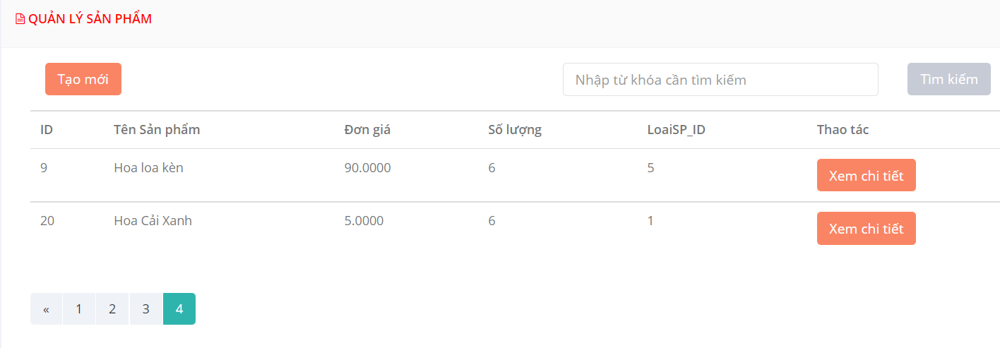 QUẢN LÝ SẢN PHẨM
Tạo mới Nhập từ khóa cần tìm kiếm Tìm kiếm
ID Tên Sản phẩm Đơn giá Số lượng LoaiSP_ID Thao tác
9 Hoa loa kèn 90.0000 6 5 Xem chi tiết
20 Hoa Cải Xanh 5.0000 6 1 Xem chi tiết
« 1 2 3 4